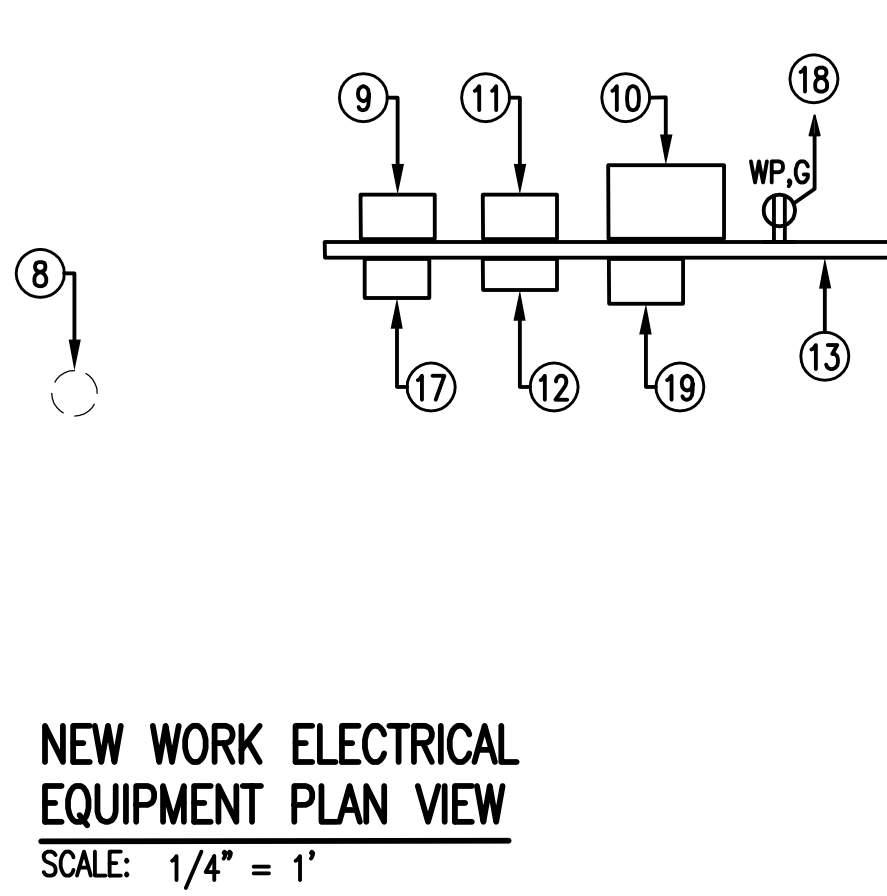 18
9
11
10
WP,G
8
13
17
12
19
NEW WORK ELECTRICAL
EQUIPMENT PLAN VIEW
SCALE: 1/4" = 1'